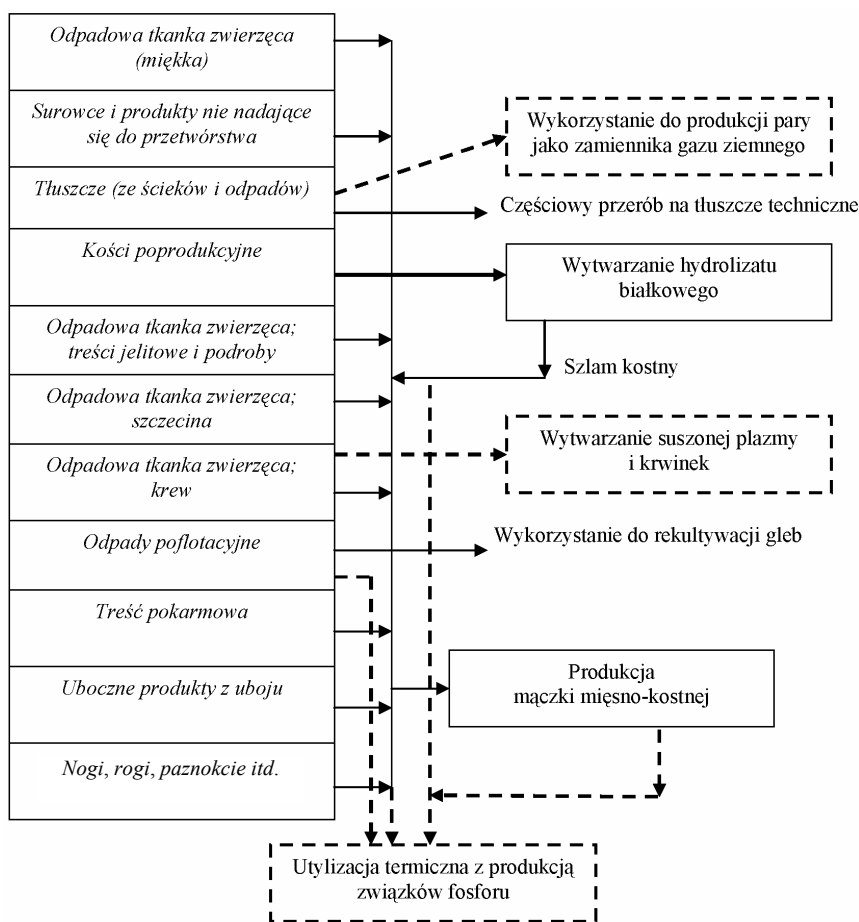 Odpadowa tkanka zwierzęca
(miękka)
Surowce i produkty nie nadające
się do przetwórstwa
Wykorzystanie do produkcji pary
jako zamiennika gazu ziemnego
Tłuszcze (ze ścieków i odpadów)
Częściowy przerób na tłuszcze techniczne
Kości poprodukcyjne
Wytwarzanie hydrolizatu
białkowego
Odpadowa tkanka zwierzęca;
treści jelitowe i podroby
Szlam kostny
Odpadowa tkanka zwierzęca;
szczecina
Wytwarzanie suszonej plazmy
i krwinek
Odpadowa tkanka zwierzęca;
krew
Odpady poflotacyjne
Wykorzystanie do rekultywacji gleb
Treść pokarmowa
Uboczne produkty z uboju
Produkcja
mączki mięsno-kostnej
Nogi, rogi, paznokcie itd.
Utylizacja termiczna z produkcją
związków fosforu